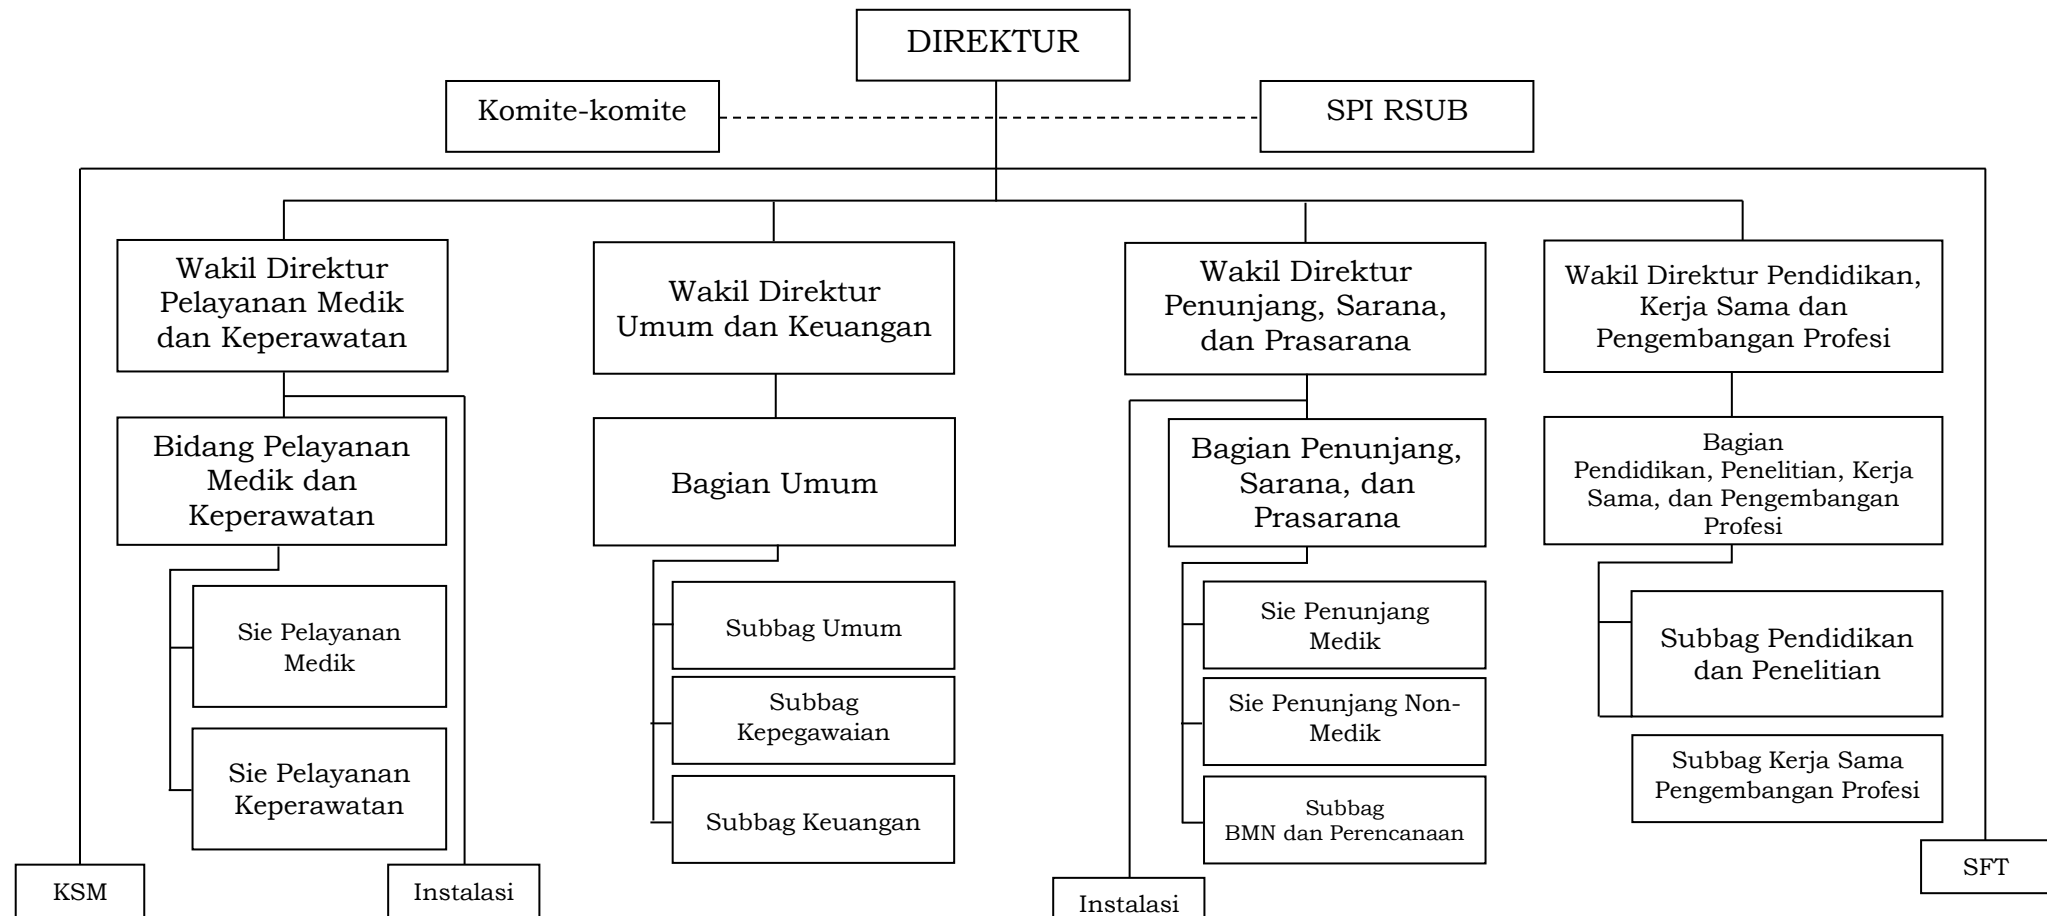 DIREKTUR
Komite-komite
SPI RSUB
Wakil Direktur
Pelayanan Medik
dan Keperawatan
Wakil Direktur
Umum dan Keuangan
Wakil Direktur
Penunjang, Sarana,
dan Prasarana
Wakil Direktur Pendidikan,
Kerja Sama dan
Pengembangan Profesi
Bidang Pelayanan
Medik dan
Keperawatan
Bagian Umum
Bagian Penunjang,
Sarana, dan
Prasarana
Bagian
Pendidikan, Penelitian, Kerja
Sama, dan Pengembangan
Profesi
Sie Pelayanan
Medik
Sie Pelayanan
Keperawatan
Subbag Umum
Subbag
Kepegawaian
Subbag Keuangan
Sie Penunjang
Medik
Sie Penunjang Non-
Medik
Subbag
BMN dan Perencanaan
Subbag Pendidikan
dan Penelitian
Subbag Kerja Sama
Pengembangan Profesi
KSM
Instalasi
Instalasi
SFT